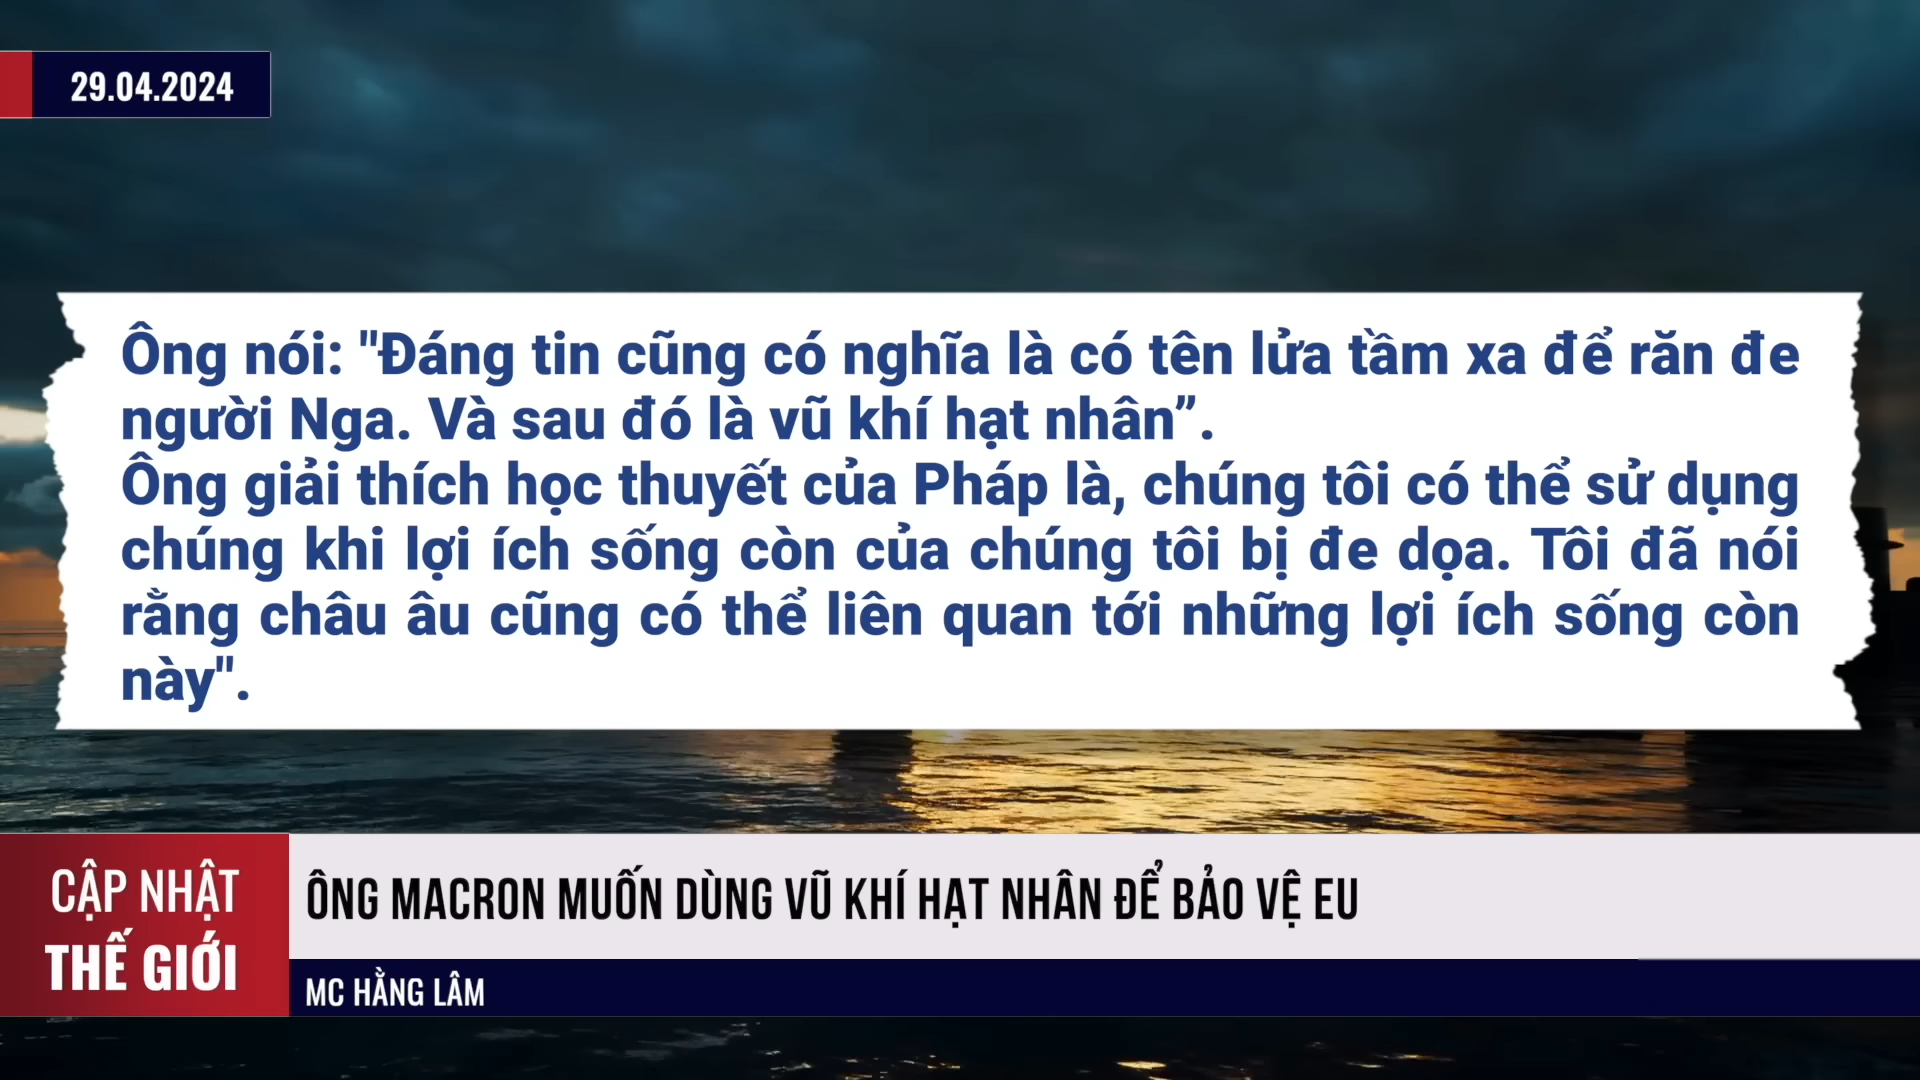 29.04.2024
Ông nói: "Đáng tin cũng có nghĩa là có tên lửa tầm xa để răn đe
người Nga. Và sau đó là vũ khí hạt nhân”.
Ông giải thích học thuyết của Pháp là, chúng tôi có thể sử dụng
chúng khi lợi ích sống còn của chúng tôi bị đe dọa. Tôi đã nói
rằng châu âu cũng có thể liên quan tới những lợi ích sống còn
này".
CẬP NHẬT
THẾ GIỚI
ÔNG MACRON MUỐN DÙNG VŨ KHÍ HẠT NHÂN ĐỂ BẢO VỆ EU
MC HẰNG LÂM